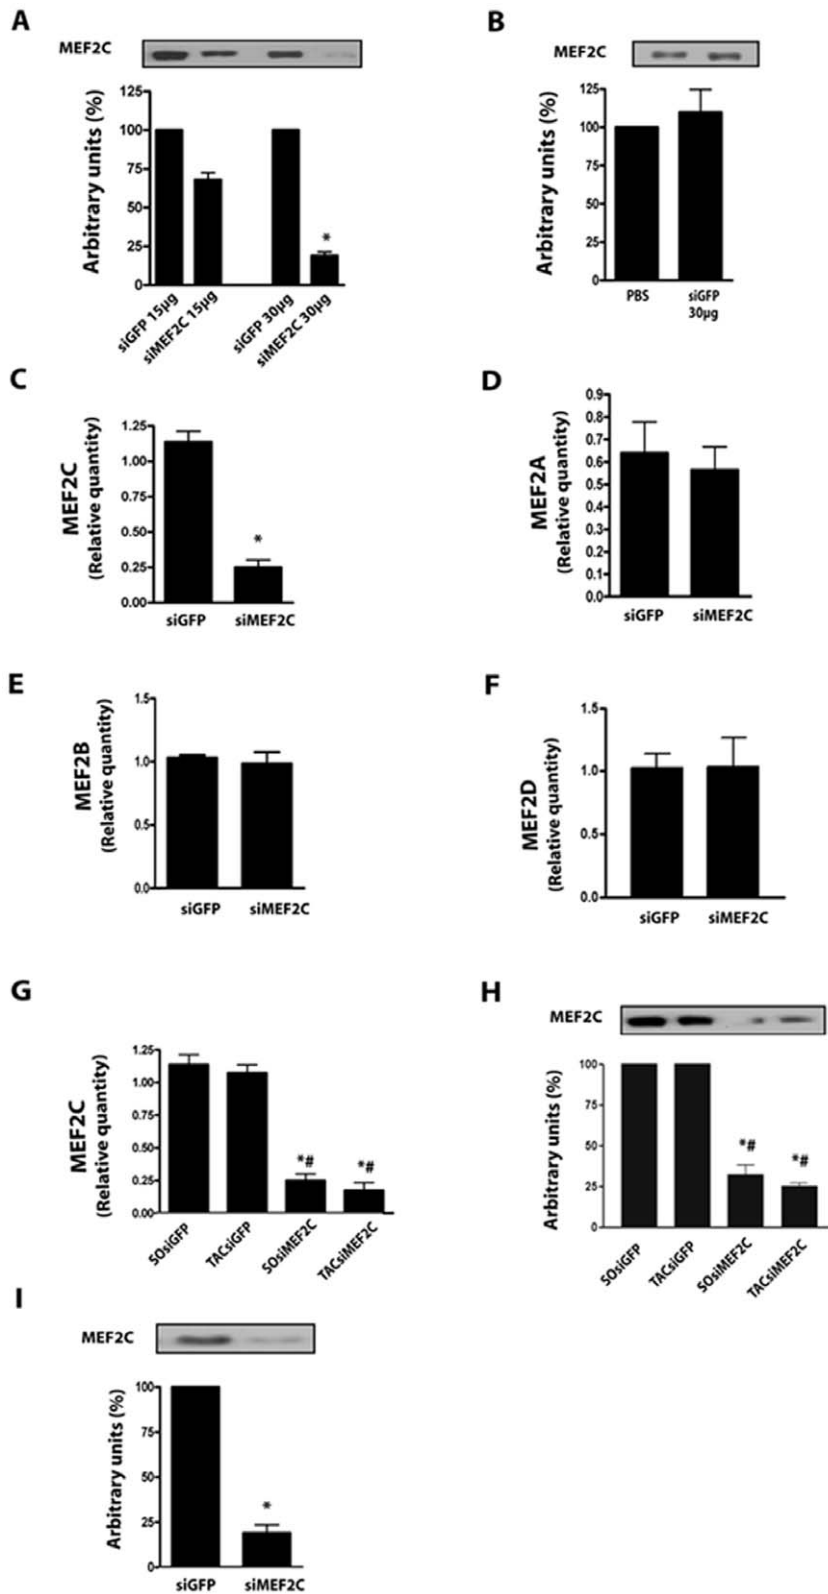 A
MEF2C
Arbitrary units (%)
125
100
75
50
25
0
siGFP 15µg
siMEF2C 15µg
siGFP 30µg
siMEF2C 30µg
*
B
MEF2C
Arbitrary units (%)
125
100
75
50
25
0
PBS
siGFP
30µg
C
MEF2C
(Relative quantity)
1.25
1.00
0.75
0.50
0.25
0.00
*
siGFP
siMEF2C
D
MEF2A
(Relative quantity)
0.9
0.8
0.7
0.6
0.5
0.4
0.3
0.2
0.1
0.0
siGFP
siMEF2C
E
MEF2B
(Relative quantity)
1.5
1.0
0.5
0.0
siGFP
siMEF2C
F
MEF2D
(Relative quantity)
1.5
1.0
0.5
0.0
siGFP
siMEF2C
G
MEF2C
(Relative quantity)
1.25
1.00
0.75
0.50
0.25
0.00
*#
*#
SOsiGFP
TACsiGFP
SOsiMEF2C
TACsiMEF2C
H
MEF2C
Arbitrary units (%)
100
75
50
25
0
*#
*#
SOsiGFP
TACsiGFP
SOsiMEF2C
TACsiMEF2C
I
MEF2C
Arbitrary units (%)
100
75
50
25
0
*
siGFP
siMEF2C